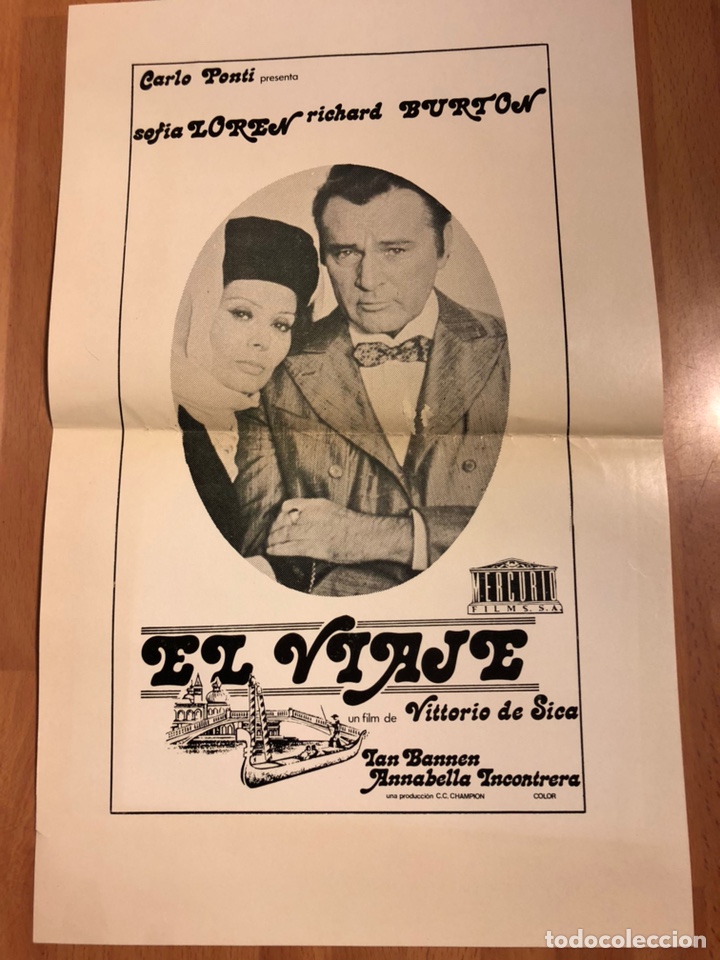 Carlo Ponti presenta
sofia LOREN richard BURTON
MERCURIO
FILMS, S.A.
EL VIAJE
un film de Vittorio de Sica
Ian Bannen
Annabella Incontrera
una producción C.C. CHAMPION COLOR
todocoleccion